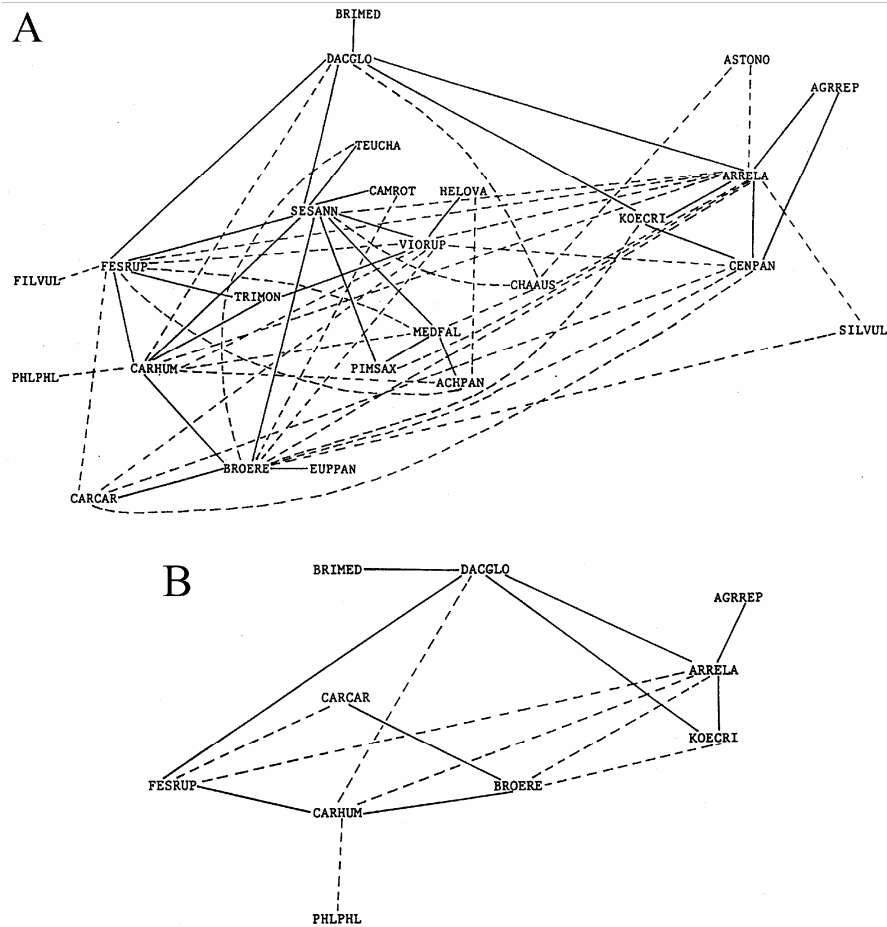 A
BRIMED
DACGLO
ASTONO
AGRREP
TEUCHA
ARRELA
CAMROT
HELOVA
SESANN
KOECRI
VIORUP
FESRUP
CENPAN
FILVUL
CHAAUS
TRIMON
MEDFAL
SILVUL
PHLPHL
CARHUM
PIMSAX
ACHPAN
BROERE
EUPPAN
CARCAR
B
BRIMED
DACGLO
AGRREP
ARRELA
CARCAR
KOECRI
FESRUP
BROERE
CARHUM
PHLPHL